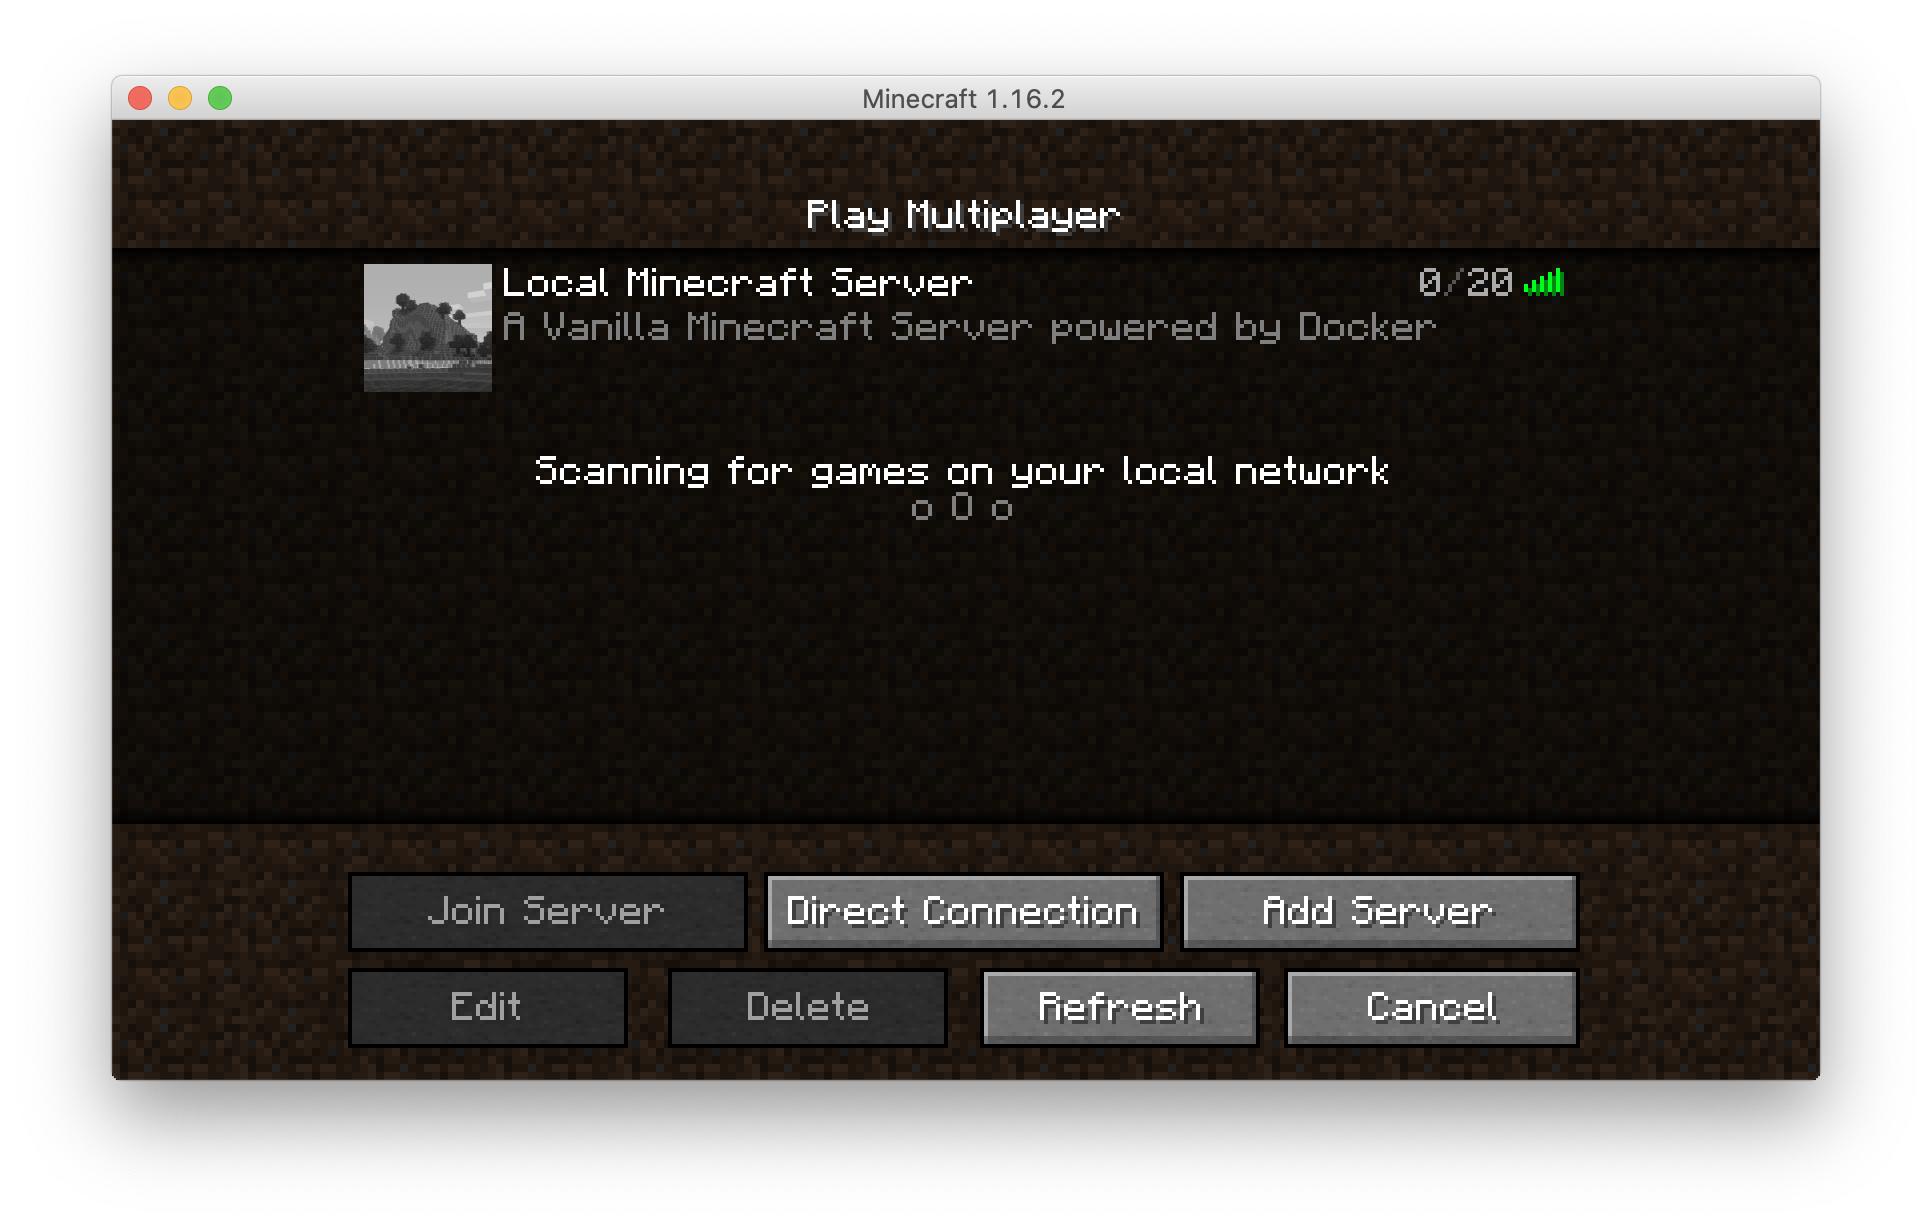 Minecraft 1.16.2
Play Multiplayer
Local Minecraft Server 0/20
A Vanilla Minecraft Server powered by Docker
Scanning for games on your local network
o O o
Join Server Direct Connection Add Server
Edit Delete Refresh Cancel